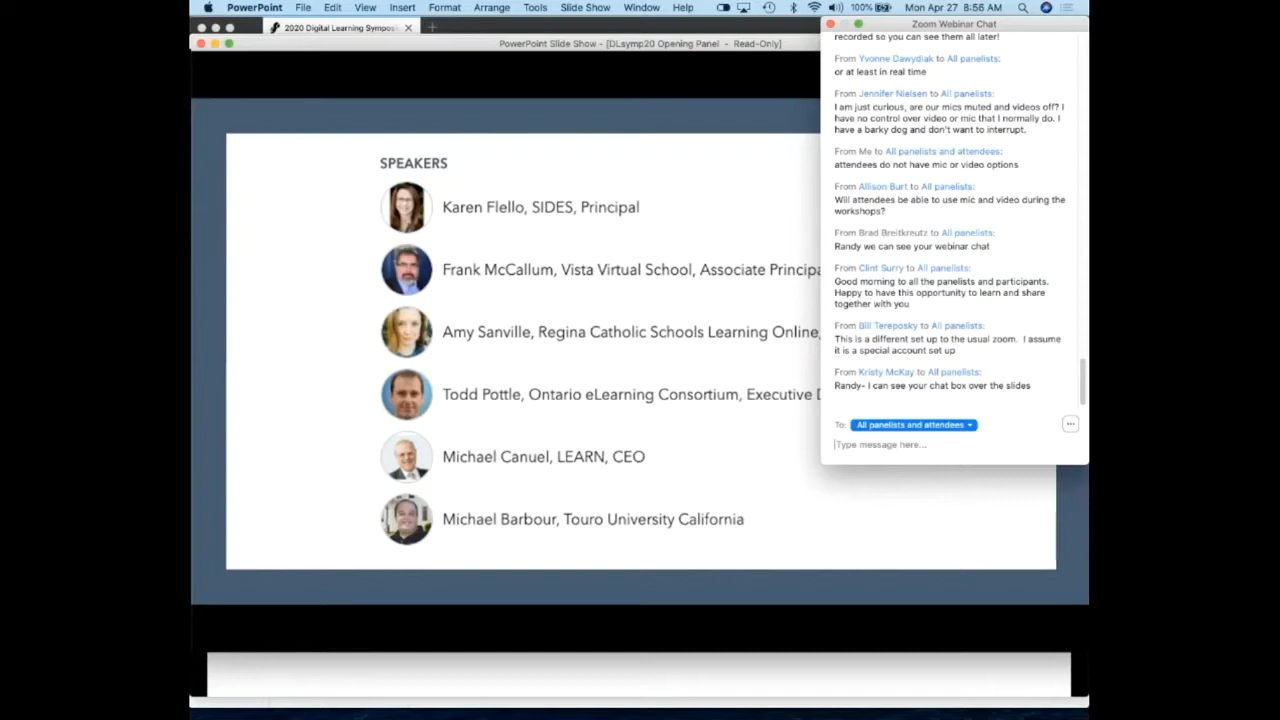 PowerPoint File Edit View Insert Format Arrange Tools Slide Show Window Help 100% Mon Apr 27 8:56 AM
2020 Digital Learning Symposi
PowerPoint Slide Show - [DLsymp20 Opening Panel - Read-Only]
SPEAKERS
Karen Flello, SIDES, Principal
Frank McCallum, Vista Virtual School, Associate Principa
Amy Sanville, Regina Catholic Schools Learning Online,
Todd Pottle, Ontario eLearning Consortium, Executive D
Michael Canuel, LEARN, CEO
Michael Barbour, Touro University California
Zoom Webinar Chat
recorded so you can see them all later!
From Yvonne Dawydiak to All panelists:
or at least in real time
From Jennifer Nielsen to All panelists:
I am just curious, are our mics muted and videos off? I
have no control over video or mic that I normally do. I
have a barky dog and don't want to interrupt.
From Me to All panelists and attendees:
attendees do not have mic or video options
From Allison Burt to All panelists:
Will attendees be able to use mic and video during the
workshops?
From Brad Breitkreutz to All panelists:
Randy we can see your webinar chat
From Clint Surry to All panelists:
Good morning to all the panelists and participants.
Happy to have this opportunity to learn and share
together with you
From Bill Tereposky to All panelists:
This is a different set up to the usual zoom. I assume
it is a special account set up
From Kristy McKay to All panelists:
Randy- I can see your chat box over the slides
To: All panelists and attendees
Type message here...